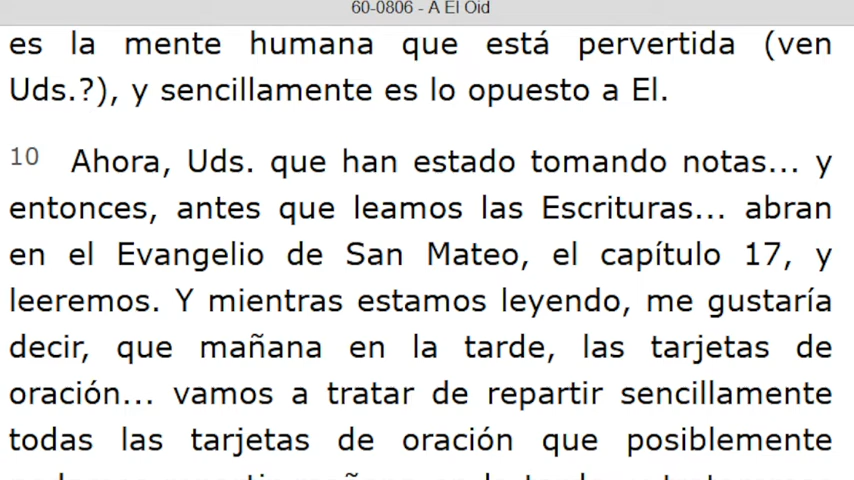 60-0806 - A El Oid
es la mente humana que está pervertida (ven
Uds.?), y sencillamente es lo opuesto a El.
10 Ahora, Uds. que han estado tomando notas... y
entonces, antes que leamos las Escrituras... abran
en el Evangelio de San Mateo, el capítulo 17, y
leeremos. Y mientras estamos leyendo, me gustaría
decir, que mañana en la tarde, las tarjetas de
oración... vamos a tratar de repartir sencillamente
todas las tarjetas de oración que posiblemente